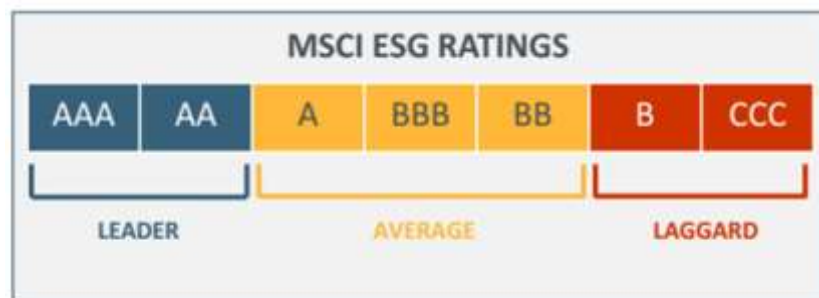 MSCI ESG RATINGS
AAA AA A BBB BB B CCC
LEADER AVERAGE LAGGARD